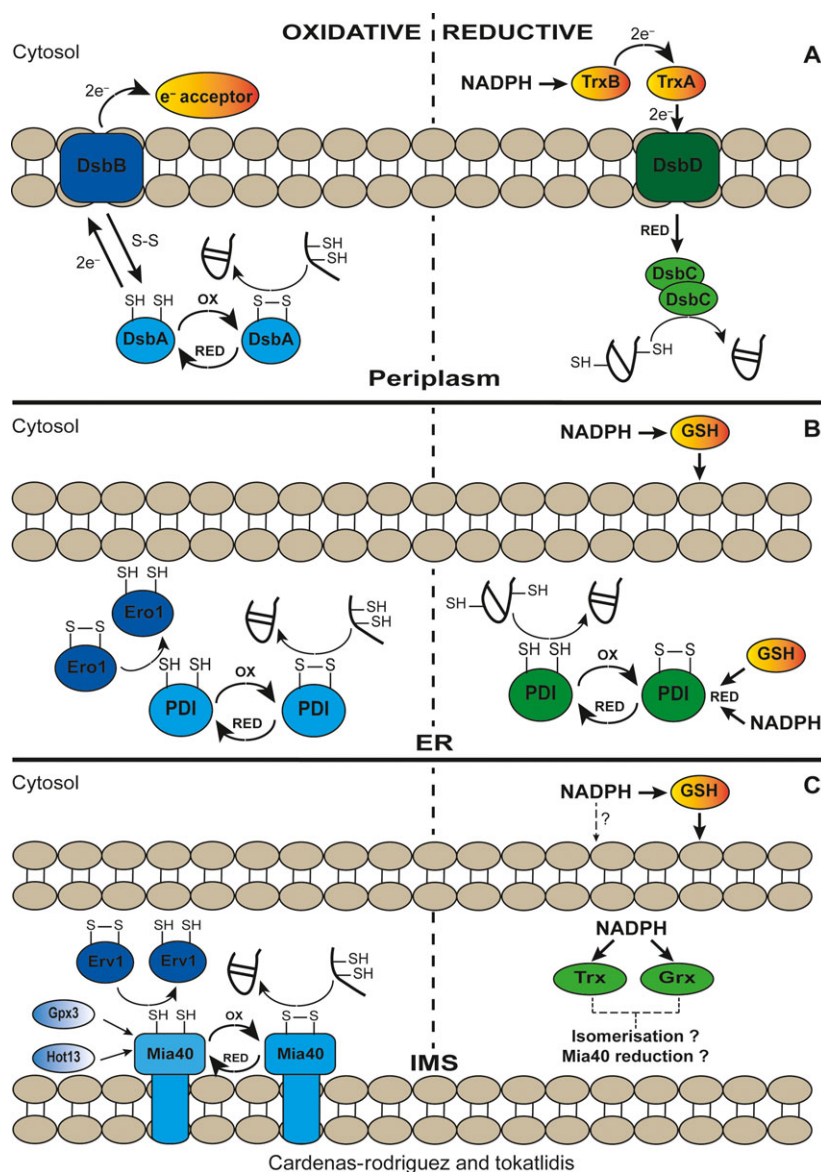 OXIDATIVE REDUCTIVE
Cytosol
A
2e⁻
NADPH
TrxB
TrxA
2e⁻
e⁻ acceptor
2e⁻
DsbB
DsbD
S-S
2e⁻
SH
SH
RED
SH SH
OX
S–S
DsbA
RED
DsbA
DsbC
DsbC
SH
SH
Periplasm
Cytosol
B
NADPH
GSH
SH SH
Ero1
S–S
Ero1
SH
SH
SH SH
OX
S–S
PDI
RED
PDI
SH
SH
SH SH
OX
S–S
PDI
RED
PDI
RED
GSH
NADPH
ER
Cytosol
C
NADPH
GSH
?
S–S
SH SH
Erv1
Erv1
SH
SH
Gpx3
Hot13
SH SH
OX
S–S
Mia40
RED
Mia40
NADPH
Trx
Grx
Isomerisation ?
Mia40 reduction ?
IMS
Cardenas-rodriguez and tokatlidis